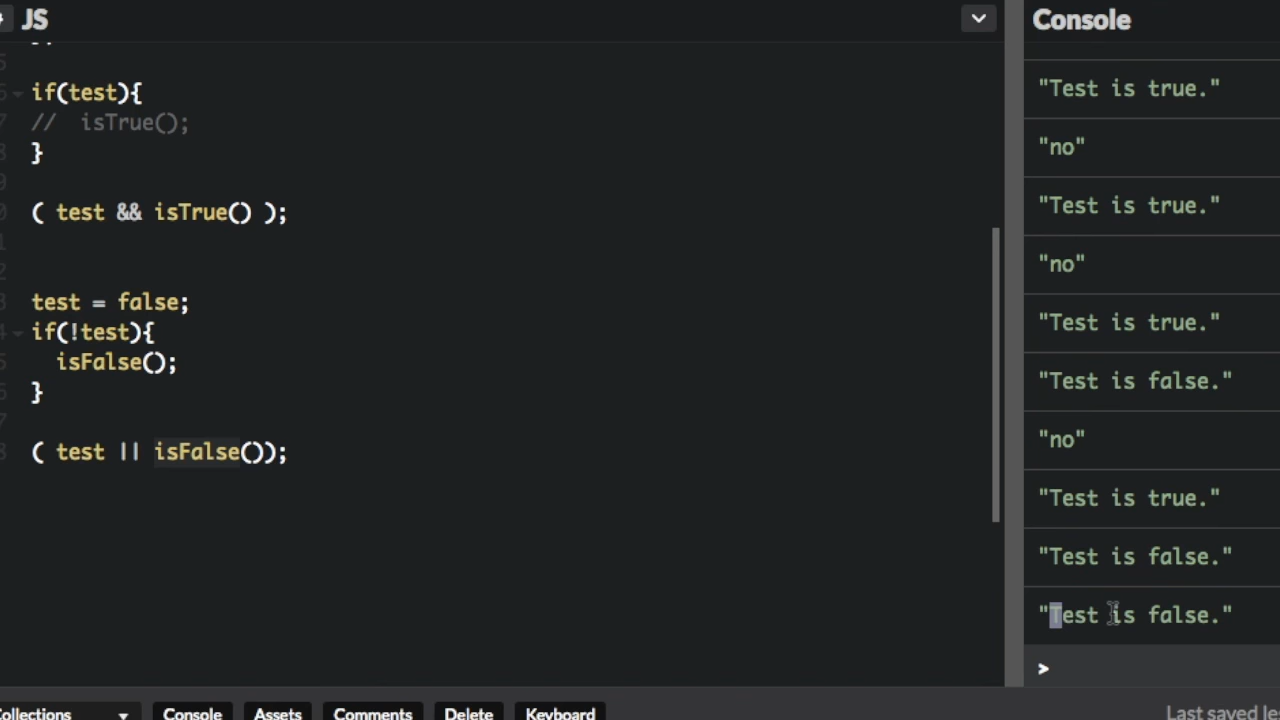 JS
if(test){
//  isTrue();
}
( test && isTrue() );
test = false;
if(!test){
  isFalse();
}
( test || isFalse());
Console
"Test is true."
"no"
"Test is true."
"no"
"Test is true."
"Test is false."
"no"
"Test is true."
"Test is false."
"Test is false."
>
Console
Assets
Comments
Delete
Keyboard
Last saved